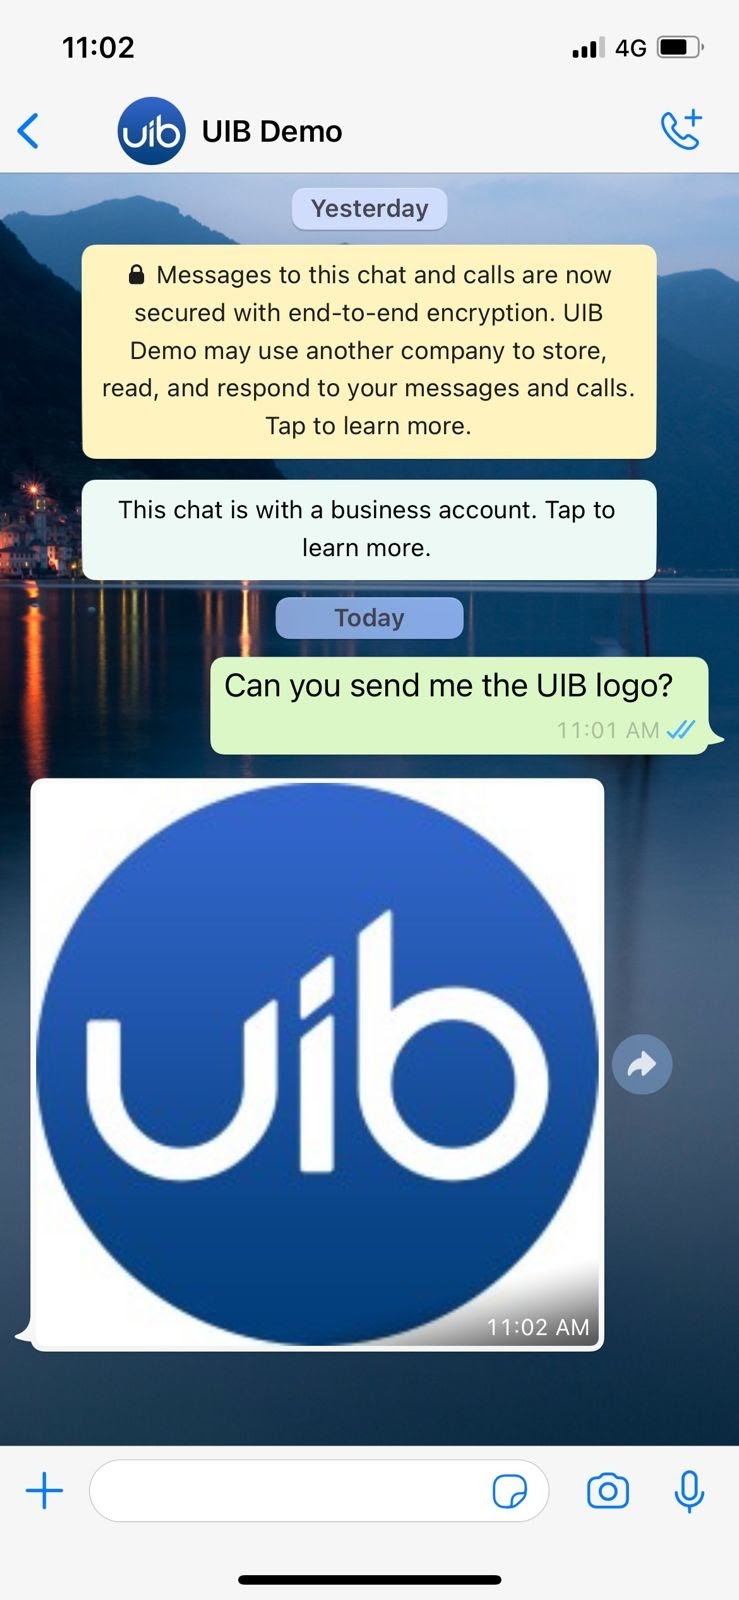 11:02
4G
uib UIB Demo
Yesterday
Messages to this chat and calls are now
secured with end-to-end encryption. UIB
Demo may use another company to store,
read, and respond to your messages and calls.
Tap to learn more.
This chat is with a business account. Tap to
learn more.
Today
Can you send me the UIB logo?
11:01 AM
uib
11:02 AM